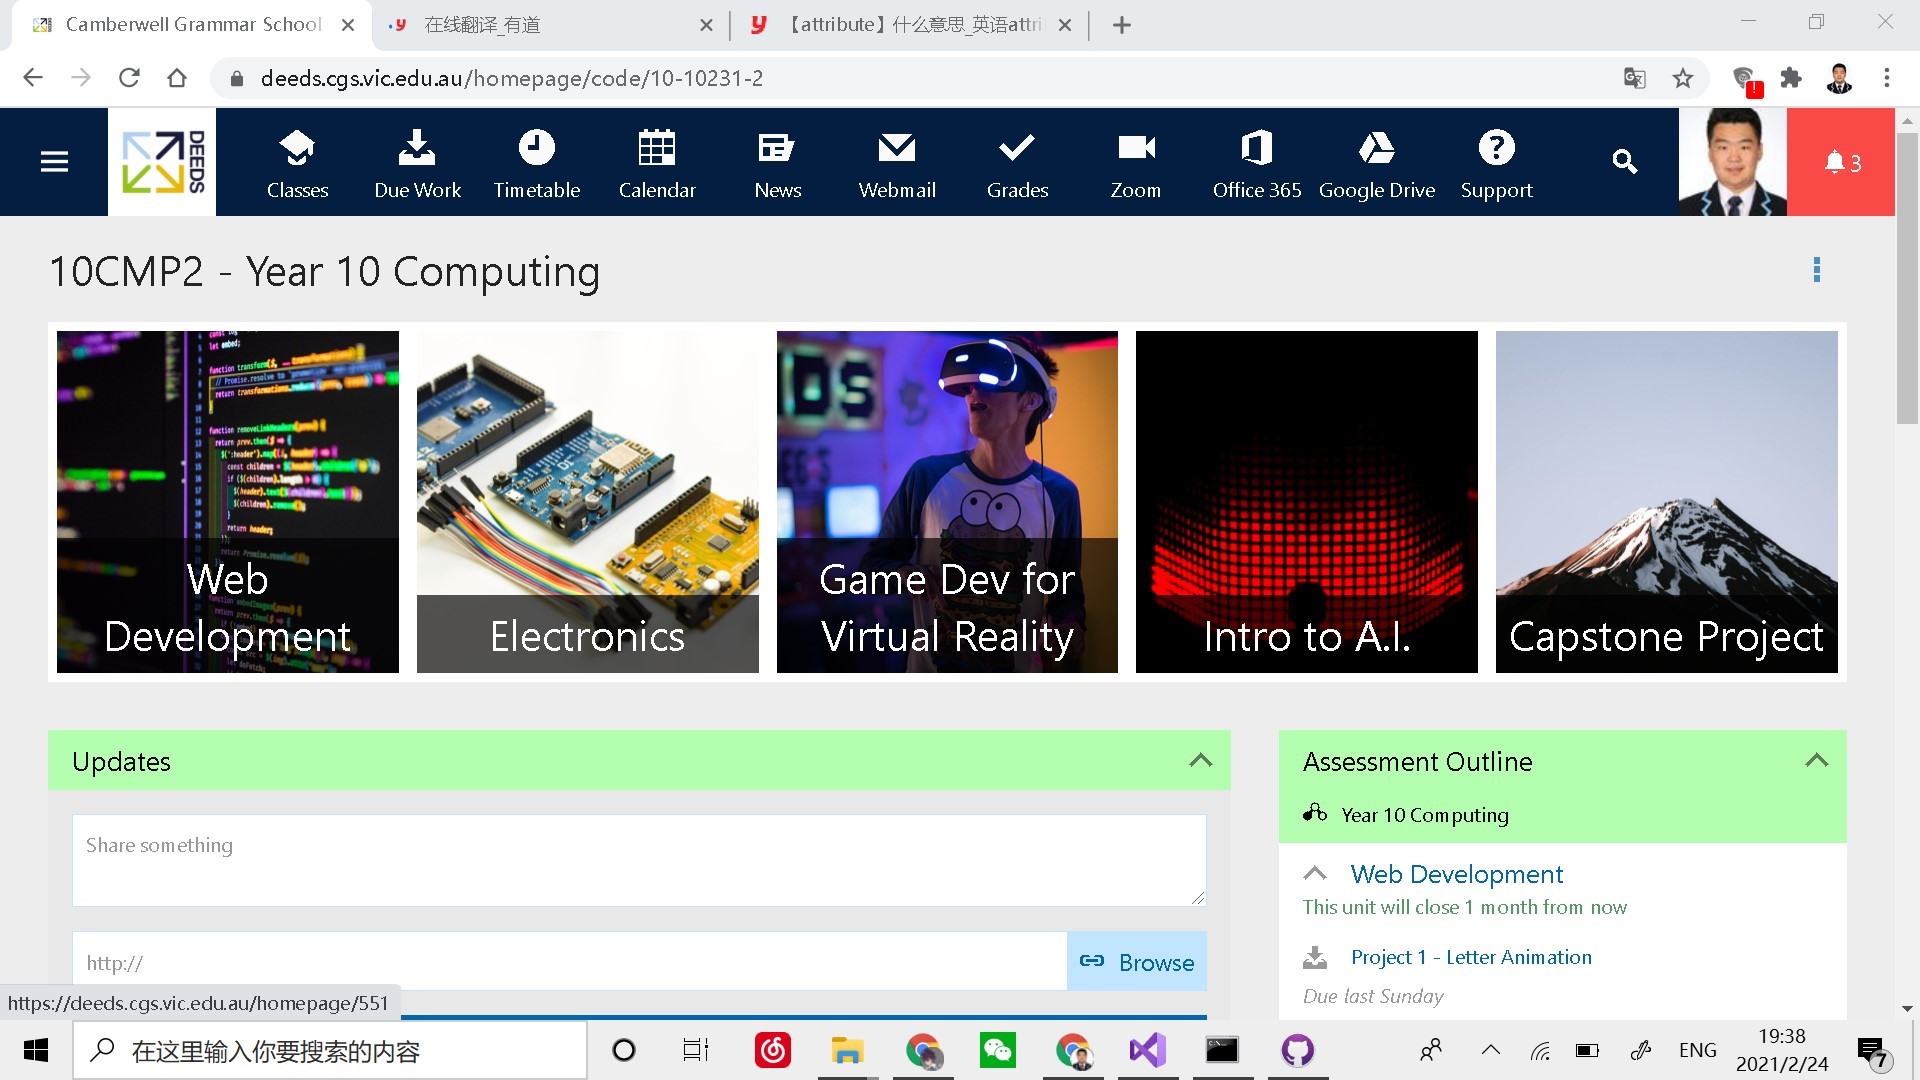 Camberwell Grammar School
在线翻译_有道
【attribute】什么意思_英语attri
deeds.cgs.vic.edu.au/homepage/code/10-10231-2
DEEDS
Classes
Due Work
Timetable
Calendar
News
Webmail
Grades
Zoom
Office 365
Google Drive
Support
3
10CMP2 - Year 10 Computing
Web
Development
Electronics
Game Dev for
Virtual Reality
Intro to A.I.
Capstone Project
Updates
Share something
http://
Browse
Assessment Outline
Year 10 Computing
Web Development
This unit will close 1 month from now
Project 1 - Letter Animation
Due last Sunday
https://deeds.cgs.vic.edu.au/homepage/551
在这里输入你要搜索的内容
ENG
19:38
2021/2/24
7